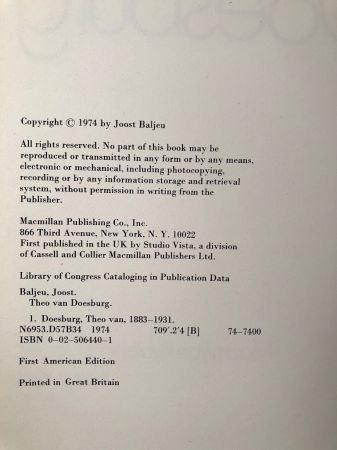 Copyright © 1974 by Joost Baljeu
All rights reserved. No part of this book may be
reproduced or transmitted in any form or by any means,
electronic or mechanical, including photocopying,
recording or by any information storage and retrieval
system, without permission in writing from the
Publisher.
Macmillan Publishing Co., Inc.
866 Third Avenue, New York, N. Y. 10022
First published in the UK by Studio Vista, a division
of Cassell and Collier Macmillan Publishers Ltd.
Library of Congress Cataloging in Publication Data
Baljeu, Joost.
Theo van Doesburg.
1. Doesburg, Theo van, 1883–1931.
N6953.D57B34 1974 709'.2'4 [B] 74–7400
ISBN 0–02–506440–1
First American Edition
Printed in Great Britain